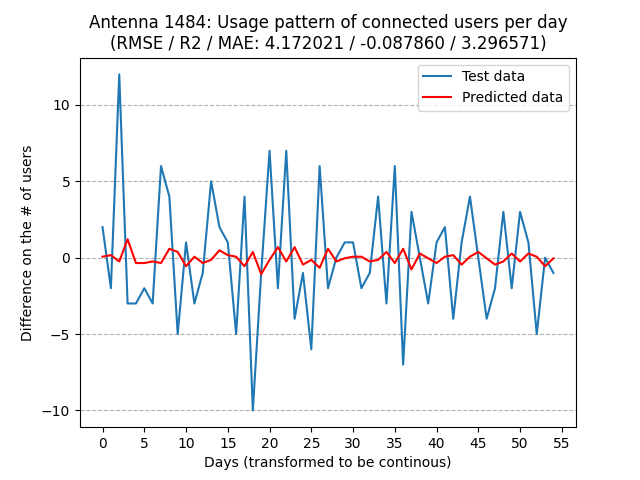 Antenna 1484: Usage pattern of connected users per day
(RMSE / R2 / MAE: 4.172021 / -0.087860 / 3.296571)
Test data
Predicted data
Difference on the # of users
10
5
0
−5
−10
0 5 10 15 20 25 30 35 40 45 50 55
Days (transformed to be continous)